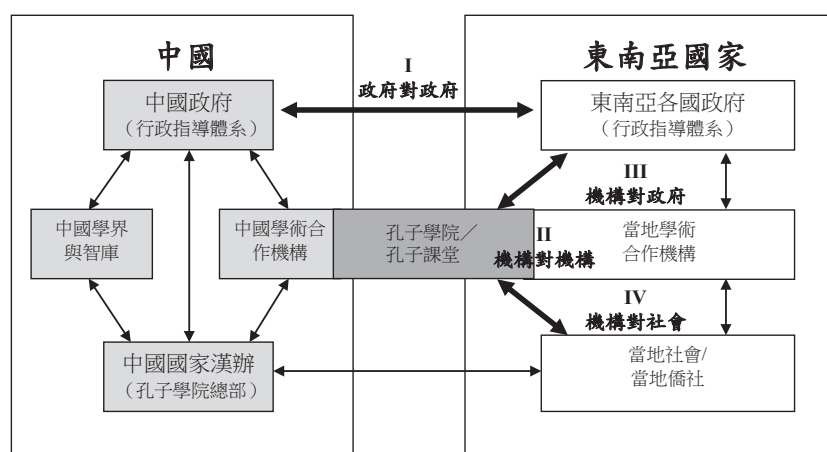 中國
東南亞國家
I
政府對政府
中國政府
（行政指導體系）
東南亞各國政府
（行政指導體系）
III
機構對政府
中國學界
與智庫
中國學術合
作機構
孔子學院／
孔子課堂
II
機構對機構
當地學術
合作機構
IV
機構對社會
中國國家漢辦
（孔子學院總部）
當地社會/
當地僑社